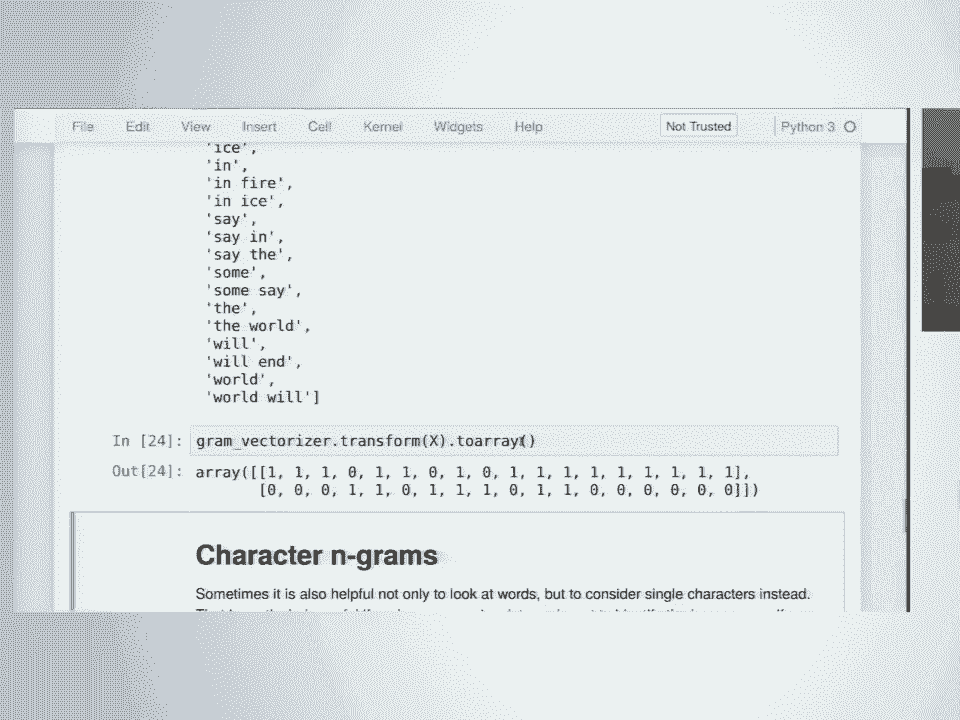 File Edit View Insert Cell Kernel Widgets Help Not Trusted Python 3
'ice',
'in',
'in fire',
'in ice',
'say',
'say in',
'say the',
'some',
'some say',
'the',
'the world',
'will',
'will end',
'world',
'world will']
In [24]: gram_vectorizer.transform(X).toarray()
Out[24]: array([[1, 1, 1, 0, 1, 1, 0, 1, 0, 1, 1, 1, 1, 1, 1, 1, 1, 1],
[0, 0, 0, 1, 1, 0, 1, 1, 1, 0, 1, 1, 0, 0, 0, 0, 0, 0]])
Character n-grams
Sometimes it is also helpful not only to look at words, but to consider single characters instead.